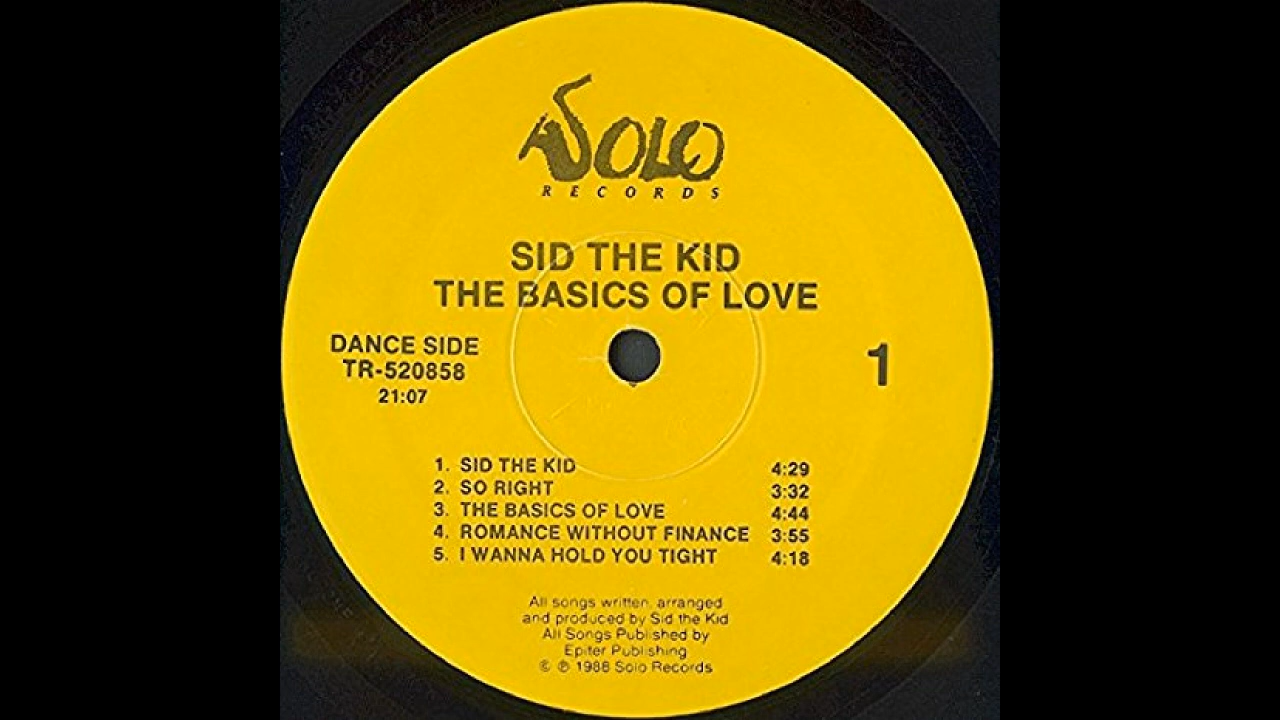 SOLO
RECORDS
SID THE KID
THE BASICS OF LOVE
DANCE SIDE
TR-520858
21:07
1
1. SID THE KID 4:29
2. SO RIGHT 3:32
3. THE BASICS OF LOVE 4:44
4. ROMANCE WITHOUT FINANCE 3:55
5. I WANNA HOLD YOU TIGHT 4:18
All songs written, arranged
and produced by Sid the Kid
All Songs Published by
Epiter Publishing
© ℗ 1988 Solo Records